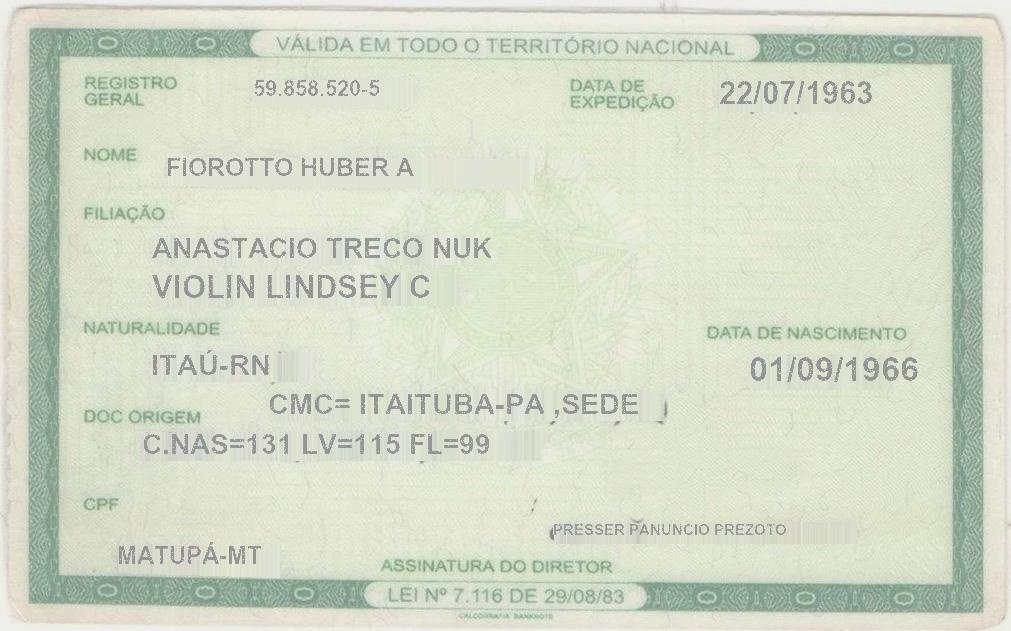 VÁLIDA EM TODO O TERRITÓRIO NACIONAL
REGISTRO GERAL 59.858.520-5 DATA DE EXPEDIÇÃO 22/07/1963
NOME FIOROTTO HUBER A
FILIAÇÃO
ANASTACIO TRECO NUK
VIOLIN LINDSEY C
NATURALIDADE DATA DE NASCIMENTO
ITAÚ-RN 01/09/1966
CMC= ITAITUBA-PA ,SEDE
DOC ORIGEM
C.NAS=131 LV=115 FL=99
CPF
PRESSER PANUNCIO PREZOTO
MATUPÁ-MT
ASSINATURA DO DIRETOR
LEI Nº 7.116 DE 29/08/83
CALCOGRAFIA BANKNOTE